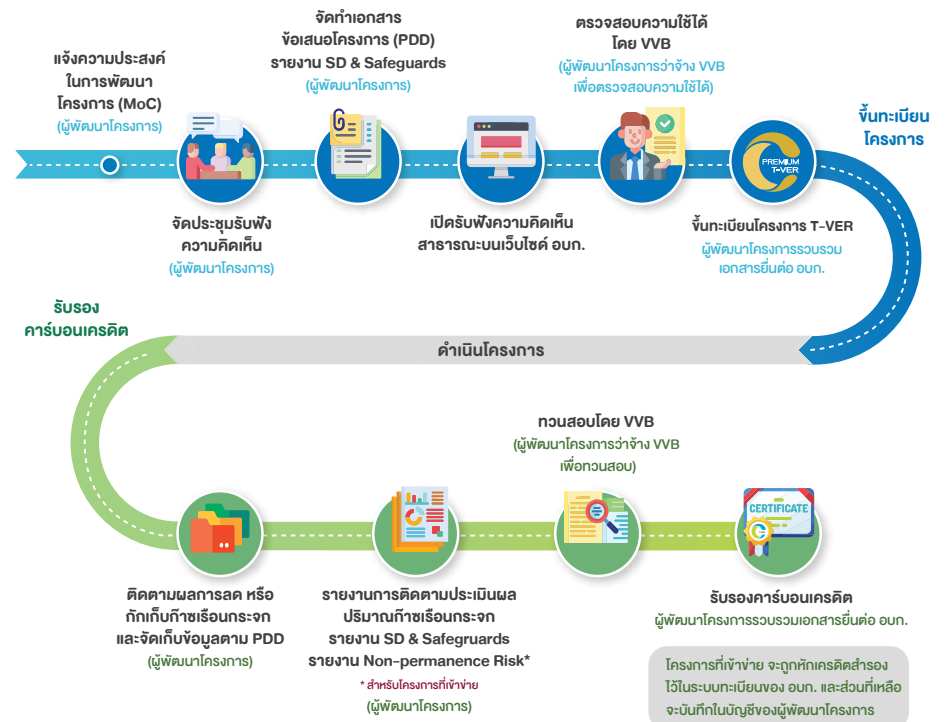 แจ้งความประสงค์
ในการพัฒนา
โครงการ (MoC)
(ผู้พัฒนาโครงการ)
จัดประชุมรับฟัง
ความคิดเห็น
(ผู้พัฒนาโครงการ)
จัดทำเอกสาร
ข้อเสนอโครงการ (PDD)
รายงาน SD & Safeguards
(ผู้พัฒนาโครงการ)
เปิดรับฟังความคิดเห็น
สาธารณะบนเว็บไซด์ อบก.
ตรวจสอบความใช้ได้
โดย VVB
(ผู้พัฒนาโครงการว่าจ้าง VVB
เพื่อตรวจสอบความใช้ได้)
PREMIUM
T-VER
ขึ้นทะเบียนโครงการ T-VER
ผู้พัฒนาโครงการรวบรวม
เอกสารยื่นต่อ อบก.
ขึ้นทะเบียน
โครงการ
ดำเนินโครงการ
รับรอง
คาร์บอนเครดิต
ติดตามผลการลด หรือ
กักเก็บก๊าซเรือนกระจก
และจัดเก็บข้อมูลตาม PDD
(ผู้พัฒนาโครงการ)
รายงานการติดตามประเมินผล
ปริมาณก๊าซเรือนกระจก
รายงาน SD & Safegruards
รายงาน Non-permanence Risk*
* สำหรับโครงการที่เข้าข่าย
(ผู้พัฒนาโครงการ)
ทวนสอบโดย VVB
(ผู้พัฒนาโครงการว่าจ้าง VVB
เพื่อทวนสอบ)
CERTIFICATE
รับรองคาร์บอนเครดิต
ผู้พัฒนาโครงการรวบรวมเอกสารยื่นต่อ อบก.
โครงการที่เข้าข่าย จะถูกหักเครดิตสำรอง
ไว้ในระบบทะเบียนของ อบก. และส่วนที่เหลือ
จะบันทึกในบัญชีของผู้พัฒนาโครงการ